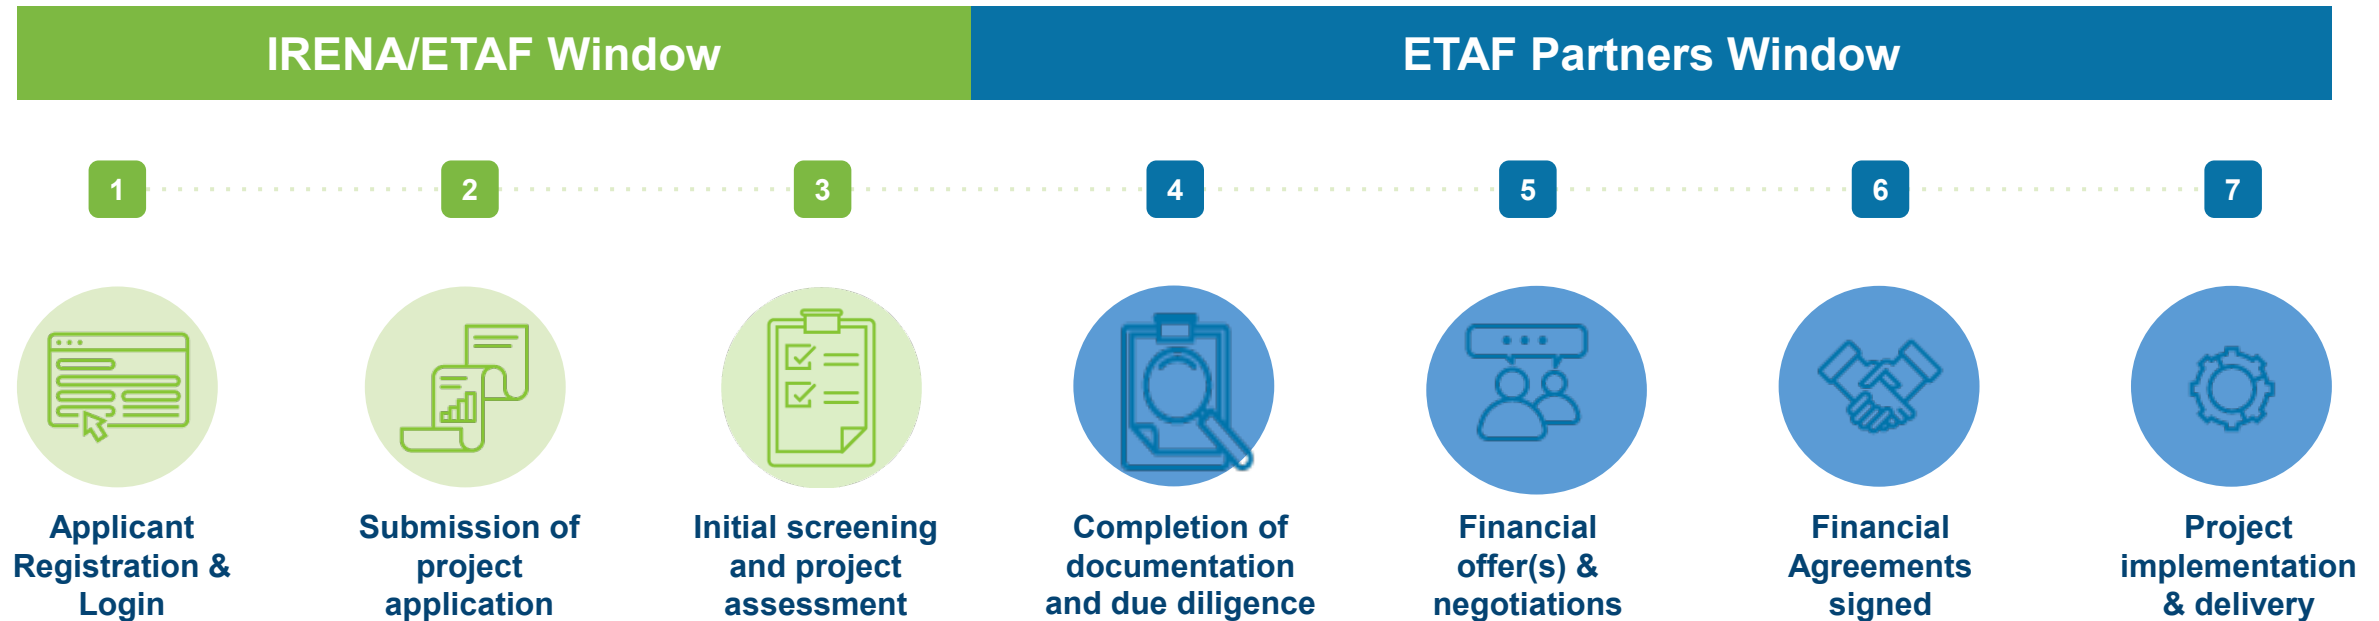 IRENA/ETAF Window
ETAF Partners Window
1
2
3
4
5
6
7
Applicant
Registration &
Login
Submission of
project
application
Initial screening
and project
assessment
Completion of
documentation
and due diligence
Financial
offer(s) &
negotiations
Financial
Agreements
signed
Project
implementation
& delivery